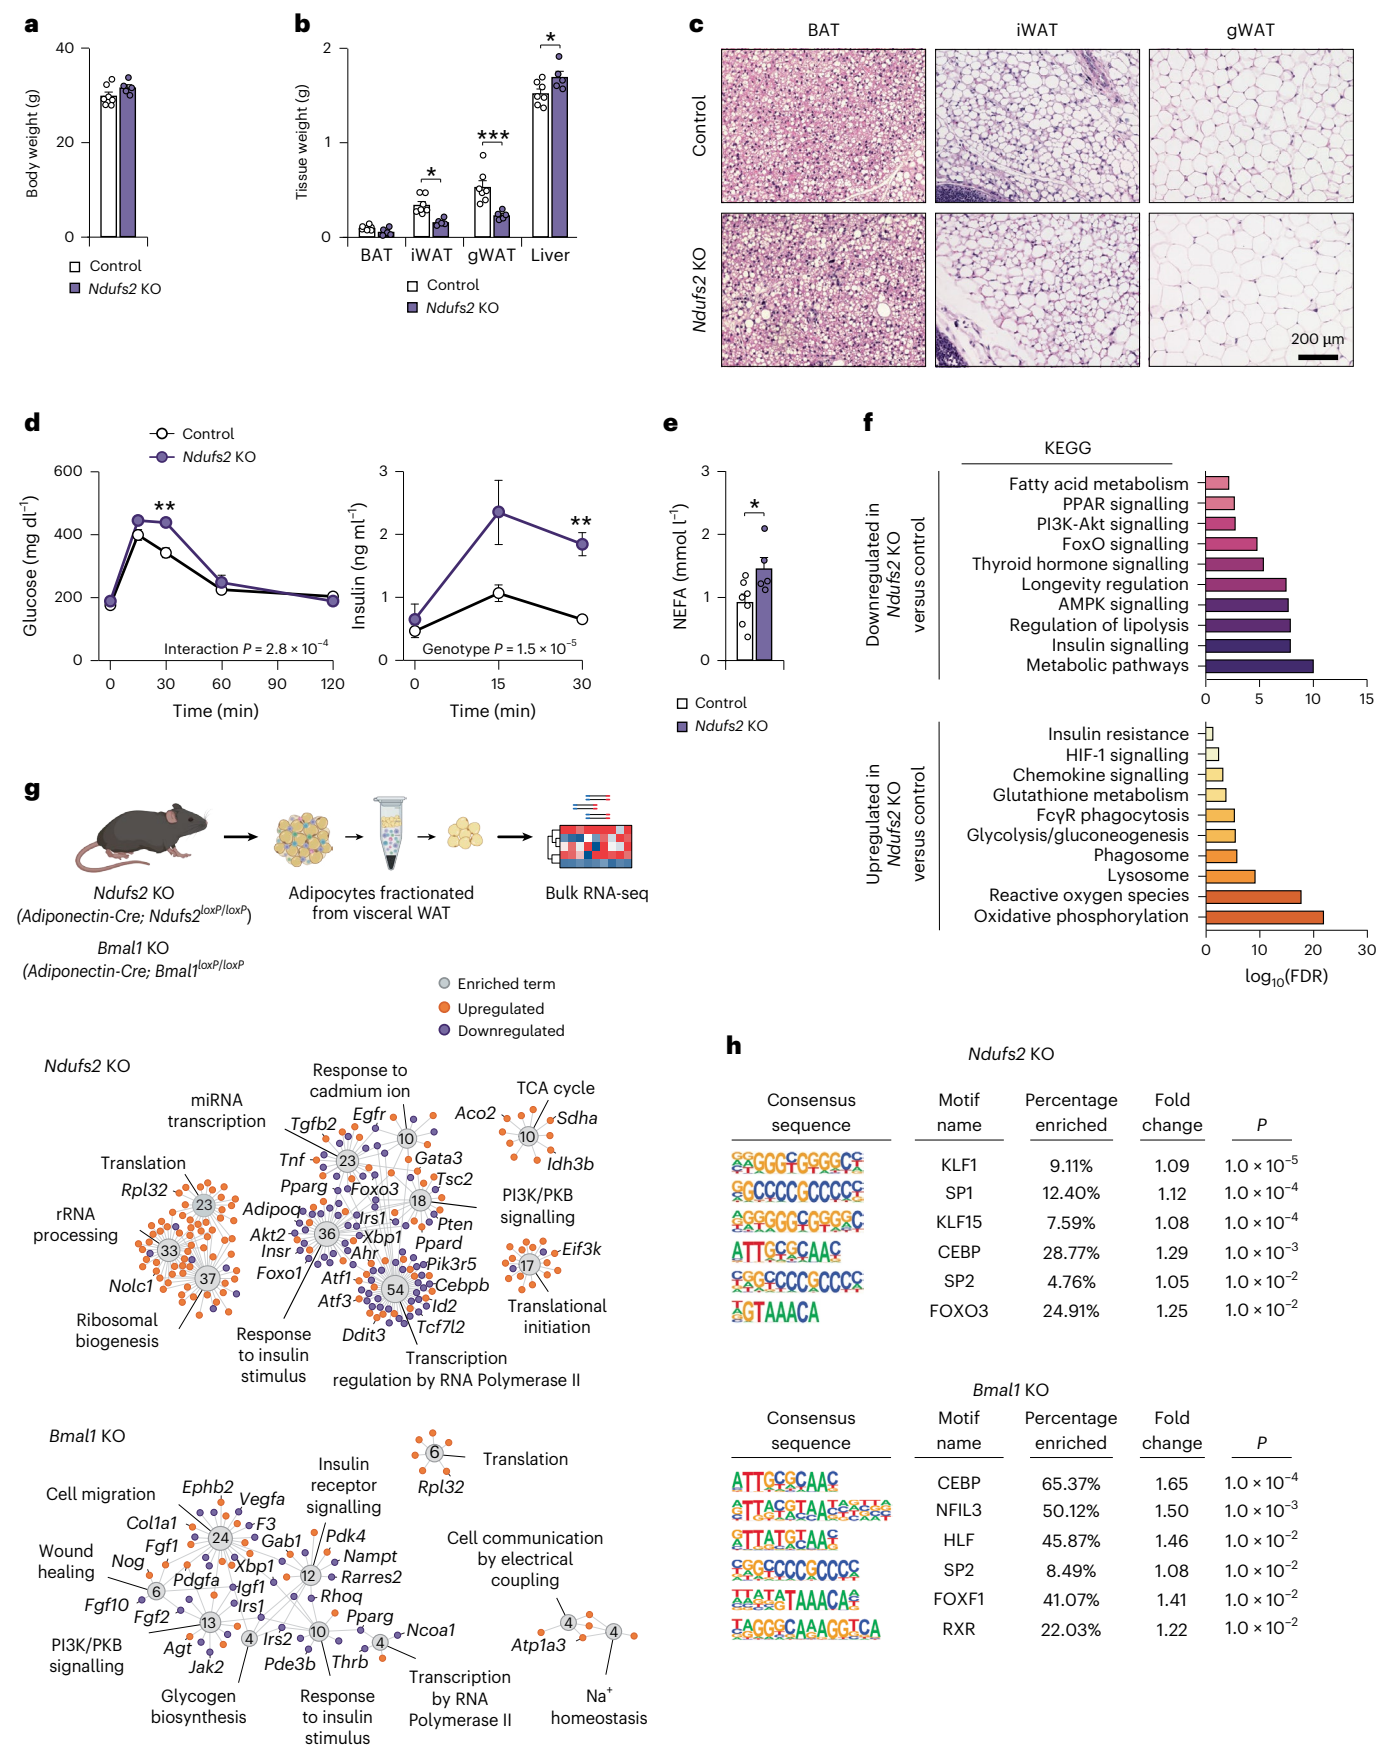 a
Body weight (g)
40
20
0
Control
Ndufs2 KO
b
Tissue weight (g)
2
1
0
*
***
*
BAT
iWAT
gWAT
Liver
Control
Ndufs2 KO
c
BAT
iWAT
gWAT
Control
Ndufs2 KO
200 µm
d
Control
Ndufs2 KO
Glucose (mg dl⁻¹)
600
400
200
0
**
Interaction P = 2.8 × 10⁻⁴
0
30
60
90
120
Time (min)
Insulin (ng ml⁻¹)
3
2
1
0
**
Genotype P = 1.5 × 10⁻⁵
0
15
30
Time (min)
e
NEFA (mmol l⁻¹)
3
2
1
0
*
Control
Ndufs2 KO
f
KEGG
Downregulated in
Ndufs2 KO
versus control
Fatty acid metabolism
PPAR signalling
PI3K-Akt signalling
FoxO signalling
Thyroid hormone signalling
Longevity regulation
AMPK signalling
Regulation of lipolysis
Insulin signalling
Metabolic pathways
0
5
10
15
Upregulated in
Ndufs2 KO
versus control
Insulin resistance
HIF-1 signalling
Chemokine signalling
Glutathione metabolism
FcγR phagocytosis
Glycolysis/gluconeogenesis
Phagosome
Lysosome
Reactive oxygen species
Oxidative phosphorylation
0
10
20
30
log₁₀(FDR)
g
Ndufs2 KO
(Adiponectin-Cre; Ndufs2loxP/loxP)
Bmal1 KO
(Adiponectin-Cre; Bmal1loxP/loxP
Adipocytes fractionated
from visceral WAT
Bulk RNA-seq
Enriched term
Upregulated
Downregulated
Ndufs2 KO
Response to
cadmium ion
miRNA
transcription
TCA cycle
Tgfb2
Egfr
10
Aco2
10
Sdha
Idh3b
Tnf
23
Gata3
Translation
Rpl32
23
Pparg
Foxo3
Tsc2
18
PI3K/PKB
signalling
rRNA
processing
33
Adipoq
Irs1
Pten
Akt2
36
Xbp1
Ppard
Insr
Ahr
Foxo1
Nolc1
37
Atf1
Pik3r5
Atf3
54
Cebpb
Id2
Ddit3
Tcf7l2
Eif3k
17
Translational
initiation
Ribosomal
biogenesis
Response
to insulin
stimulus
Transcription
regulation by RNA Polymerase II
Bmal1 KO
6
Translation
Rpl32
Insulin
receptor
signalling
Cell migration
Ephb2
Vegfa
Col1a1
24
F3
Fgf1
Gab1
Pdk4
Wound
healing
Nog
Xbp1
Nampt
6
Pdgfa
Igf1
12
Rarres2
Fgf10
Fgf2
Irs1
Rhoq
13
Pparg
PI3K/PKB
signalling
Agt
4
Irs2
10
4
Ncoa1
Jak2
Pde3b
Thrb
Glycogen
biosynthesis
Response
to insulin
stimulus
Transcription
by RNA
Polymerase II
Cell communication
by electrical
coupling
4
4
Atp1a3
Na⁺
homeostasis
h
Ndufs2 KO
Consensus
sequence
Motif
name
Percentage
enriched
Fold
change
P
KLF1 9.11% 1.09 1.0 × 10⁻⁵
SP1 12.40% 1.12 1.0 × 10⁻⁴
KLF15 7.59% 1.08 1.0 × 10⁻⁴
ATTGCGCAAC CEBP 28.77% 1.29 1.0 × 10⁻³
SP2 4.76% 1.05 1.0 × 10⁻²
GTAAACA FOXO3 24.91% 1.25 1.0 × 10⁻²
Bmal1 KO
Consensus
sequence
Motif
name
Percentage
enriched
Fold
change
P
ATTGCGCAAC CEBP 65.37% 1.65 1.0 × 10⁻⁴
NFIL3 50.12% 1.50 1.0 × 10⁻³
HLF 45.87% 1.46 1.0 × 10⁻²
SP2 8.49% 1.08 1.0 × 10⁻²
FOXF1 41.07% 1.41 1.0 × 10⁻²
RXR 22.03% 1.22 1.0 × 10⁻²